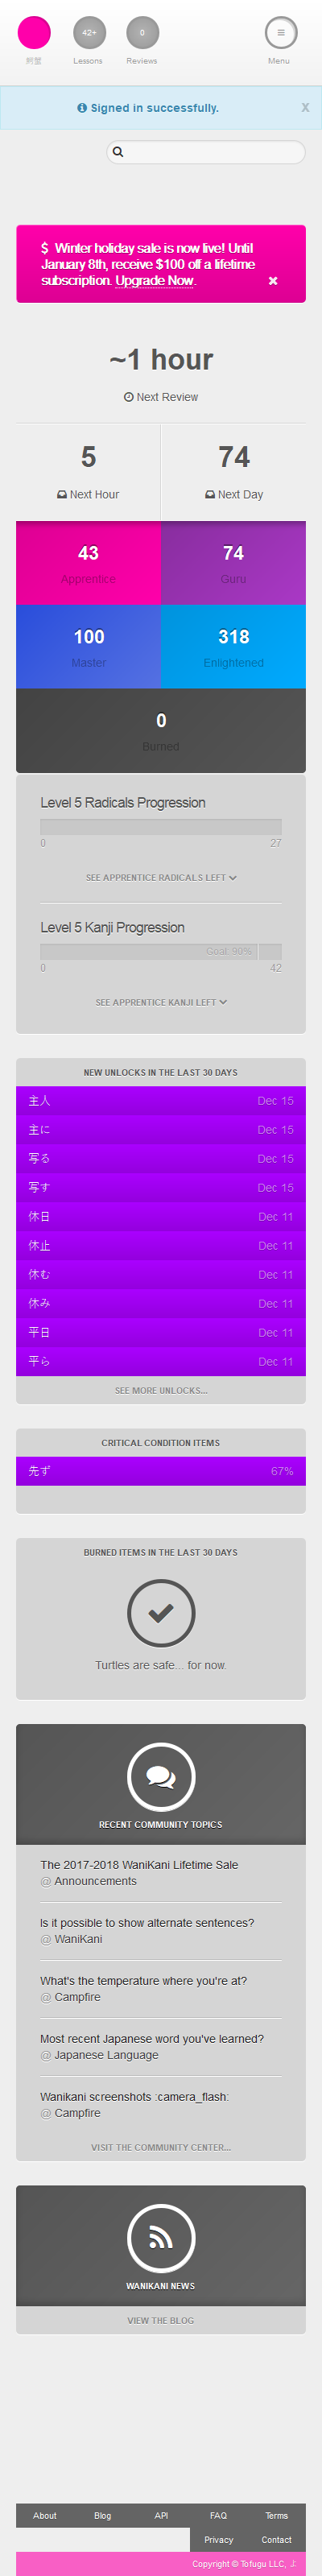 42+
0
Lessons
Reviews
Menu
Signed in successfully.
X
$ Winter holiday sale is now live! Until
January 8th, receive $100 off a lifetime
subscription. Upgrade Now.
~1 hour
Next Review
5
74
Next Hour
Next Day
43
74
Apprentice
Guru
100
318
Master
Enlightened
0
Burned
Level 5 Radicals Progression
0
27
SEE APPRENTICE RADICALS LEFT
Level 5 Kanji Progression
Goal: 90%
0
42
SEE APPRENTICE KANJI LEFT
NEW UNLOCKS IN THE LAST 30 DAYS
主人 Dec 15
主に Dec 15
写る Dec 15
写す Dec 15
休日 Dec 11
休止 Dec 11
休む Dec 11
休み Dec 11
平日 Dec 11
平ら Dec 11
SEE MORE UNLOCKS...
CRITICAL CONDITION ITEMS
先ず 67%
BURNED ITEMS IN THE LAST 30 DAYS
Turtles are safe... for now.
RECENT COMMUNITY TOPICS
The 2017-2018 WaniKani Lifetime Sale
@ Announcements
Is it possible to show alternate sentences?
@ WaniKani
What's the temperature where you're at?
@ Campfire
Most recent Japanese word you've learned?
@ Japanese Language
Wanikani screenshots :camera_flash:
@ Campfire
VISIT THE COMMUNITY CENTER...
WANIKANI NEWS
VIEW THE BLOG
About Blog API FAQ Terms
Privacy Contact
Copyright © Tofugu LLC,